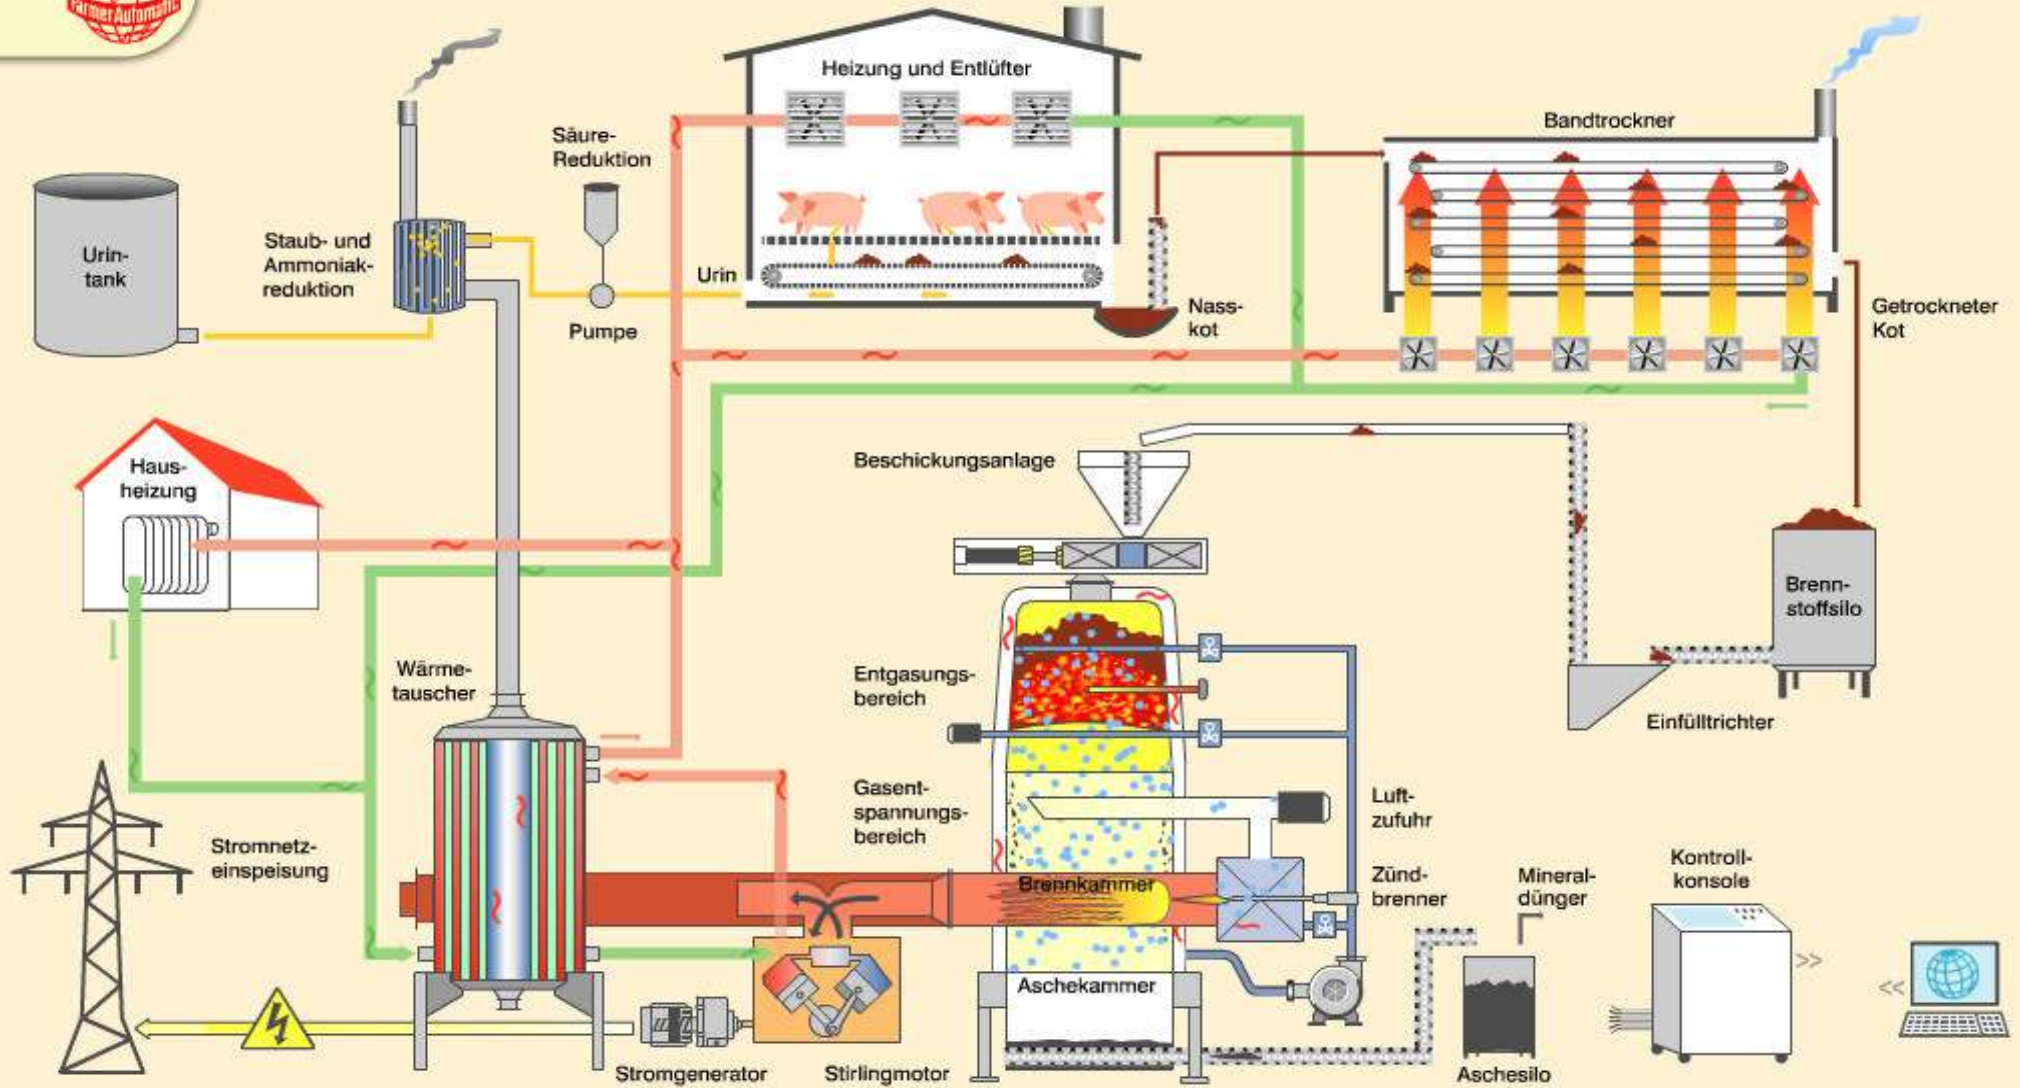 FarmerAutomatic
Heizung und Entlüfter
Bandtrockner
Säure-
Reduktion
Urin-
tank
Staub- und
Ammoniak-
reduktion
Urin
Pumpe
Nass-
kot
Getrockneter
Kot
Haus-
heizung
Beschickungsanlage
Brenn-
stoffsilo
Wärme-
tauscher
Entgasungs-
bereich
Einfülltrichter
Gasent-
spannungs-
bereich
Luft-
zufuhr
Stromnetz-
einspeisung
Brennkammer
Zünd-
brenner
Mineral-
dünger
Kontroll-
konsole
>>
<<
Aschekammer
Stromgenerator
Stirlingmotor
Aschesilo